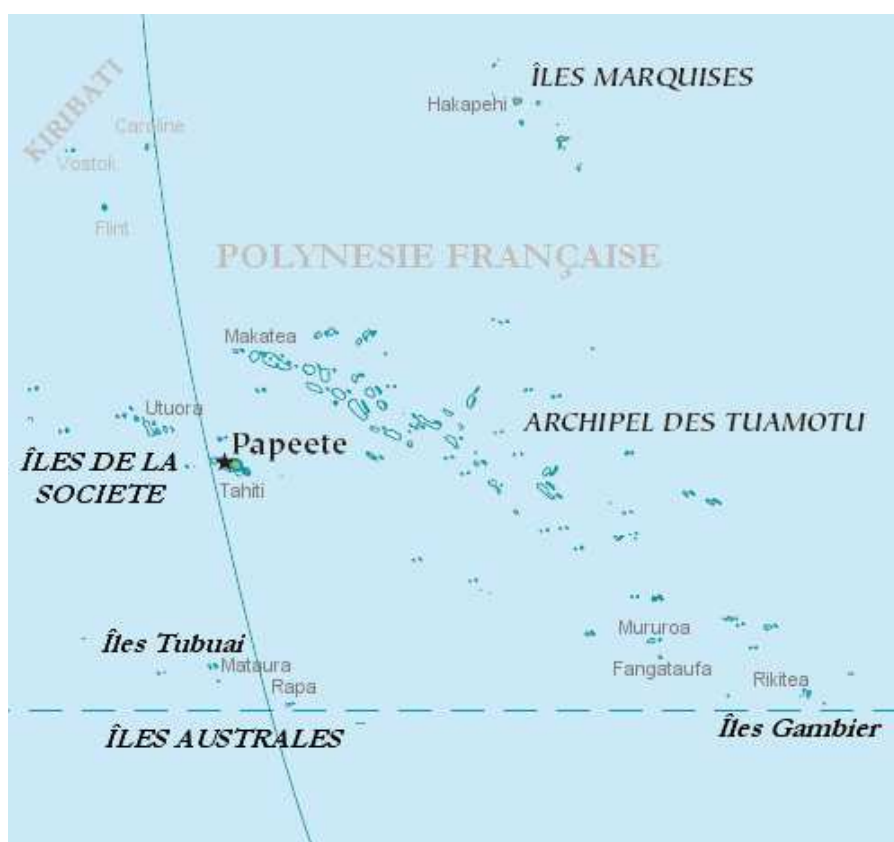 ÎLES MARQUISES
Hakapehi
KIRIBATI
Caroline
Vostok
Flint
POLYNESIE FRANÇAISE
Makatea
Utuora
ARCHIPEL DES TUAMOTU
Papeete
ÎLES DE LA
SOCIETE
Tahiti
Mururoa
Îles Tubuai
Mataura
Fangataufa
Rapa
Rikitea
ÎLES AUSTRALES
Îles Gambier